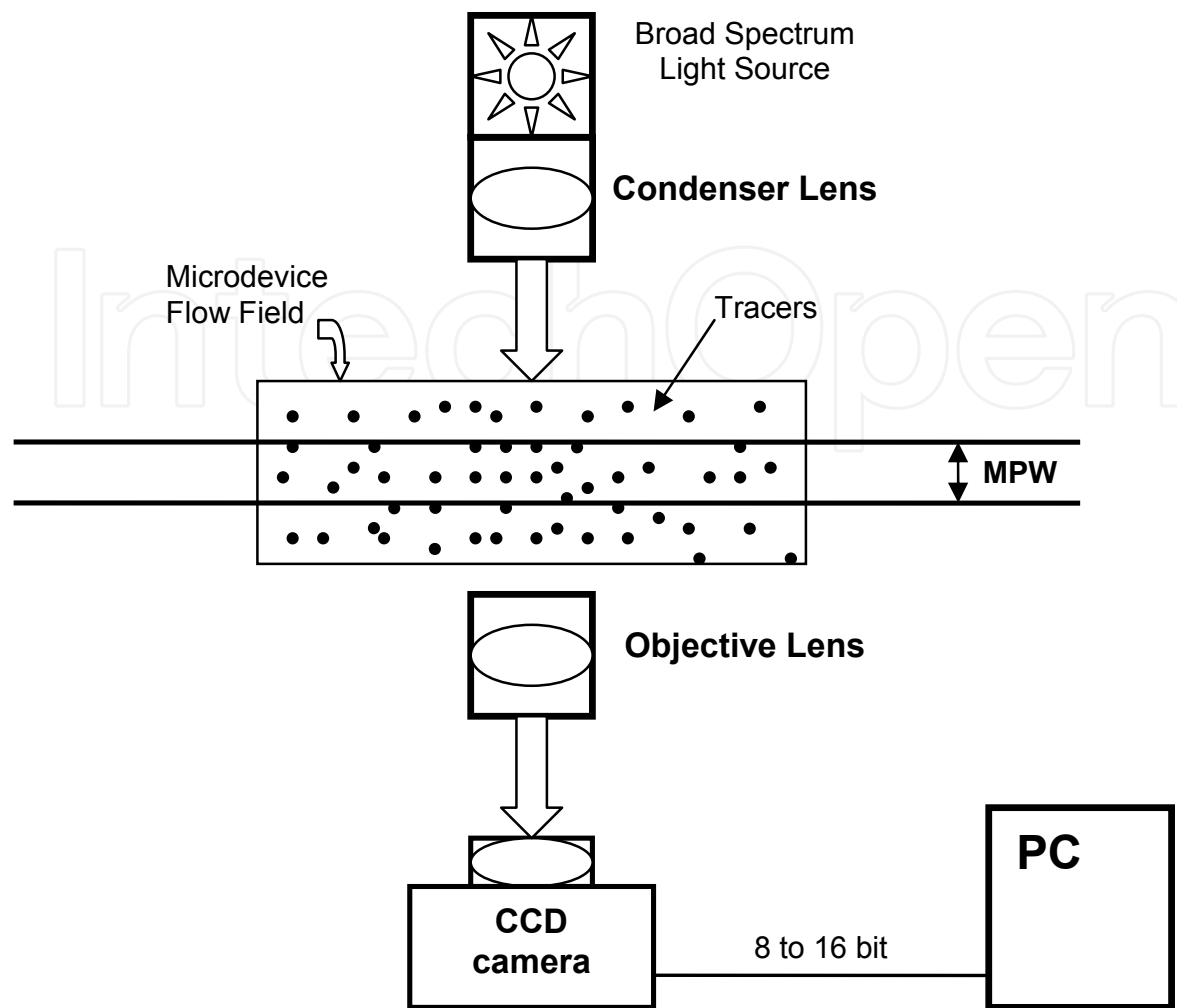 Broad Spectrum
Light Source
Condenser Lens
IntechOpen
Microdevice
Flow Field
Tracers
MPW
Objective Lens
PC
CCD
camera
8 to 16 bit